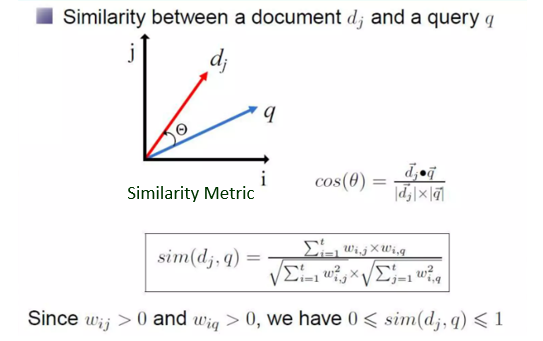 Similarity between a document $d_j$ and a query $q$
j
$d_j$
Θ
q
i
Similarity Metric
$cos(\theta) = \frac{\vec{d_j} \bullet \vec{q}}{|\vec{d_j}| \times |\vec{q}|}$
$sim(d_j, q) = \frac{\sum_{i=1}^{t} w_{i,j} \times w_{i,q}}{\sqrt{\sum_{i=1}^{t} w_{i,j}^2} \times \sqrt{\sum_{j=1}^{t} w_{i,q}^2}}$
Since $w_{ij} > 0$ and $w_{iq} > 0$, we have $0 \leqslant sim(d_j, q) \leqslant 1$